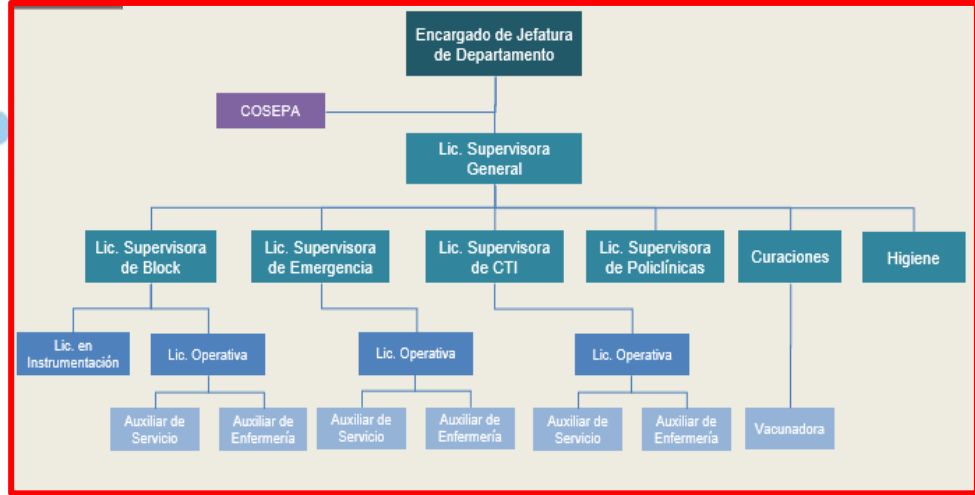 Encargado de Jefatura
de Departamento
COSEPA
Lic. Supervisora
General
Lic. Supervisora
de Block
Lic. Supervisora
de Emergencia
Lic. Supervisora
de CTI
Lic. Supervisora
de Policlínicas
Curaciones
Higiene
Lic. en
Instrumentación
Lic. Operativa
Lic. Operativa
Lic. Operativa
Auxiliar de
Servicio
Auxiliar de
Enfermería
Auxiliar de
Servicio
Auxiliar de
Enfermería
Auxiliar de
Servicio
Auxiliar de
Enfermería
Vacunadora